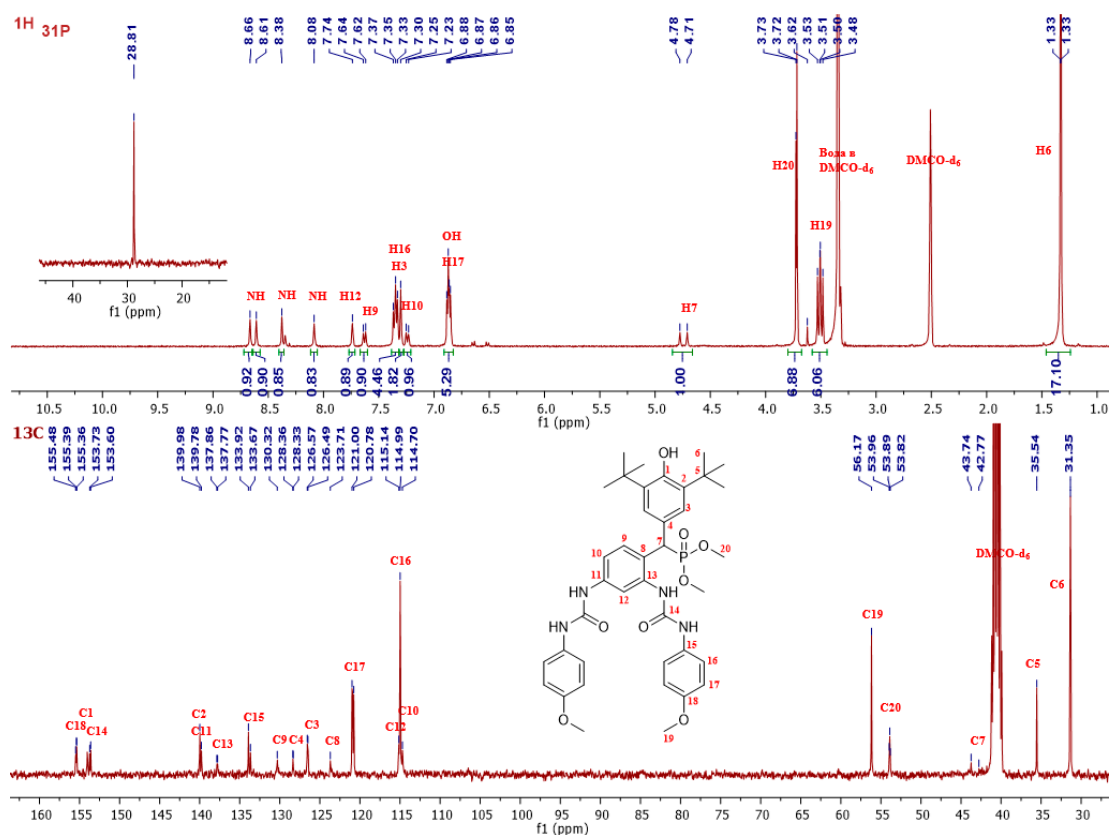 1H 31P
28.81
8.66 8.61 8.38 8.08 7.74 7.64 7.62 7.37 7.35 7.33 7.30 7.25 7.23 6.88 6.87 6.86 6.85 4.78 4.71 3.73 3.72 3.62 3.53 3.51 3.50 3.48 1.33 1.33
H20 Вода в DMCO-d6 DMCO-d6 H6
NH NH NH H12 H9 H16 H3 H10 OH H17 H7 H19
40 30 20
f1 (ppm)
0.92 0.90 0.85 0.83 0.89 0.90 4.46 1.82 0.96 5.29 1.00 6.88 6.06 17.10
10.5 10.0 9.5 9.0 8.5 8.0 7.5 7.0 6.5 6.0 5.5 5.0 4.5 4.0 3.5 3.0 2.5 2.0 1.5 1.0
f1 (ppm)
13C
155.48 155.39 155.36 153.73 153.60 139.98 139.78 137.86 137.77 133.92 133.67 130.32 128.36 128.33 126.57 126.49 123.71 121.00 120.78 115.14 114.99 114.70 56.17 53.96 53.89 53.82 43.74 42.77 35.54 31.35
C18 C1 C14 C2 C11 C13 C15 C9 C4 C3 C8 C17 C16 C12 C10 C19 C20 C7 DMCO-d6 C5 C6
OH 1 2 3 4 5 6
7 8 9 10 11 12 13
O P O 20
O
NH NH 14
NH O O HN 15
16 17 18
O O 19
160 155 150 145 140 135 130 125 120 115 110 105 100 95 90 85 80 75 70 65 60 55 50 45 40 35 30
f1 (ppm)